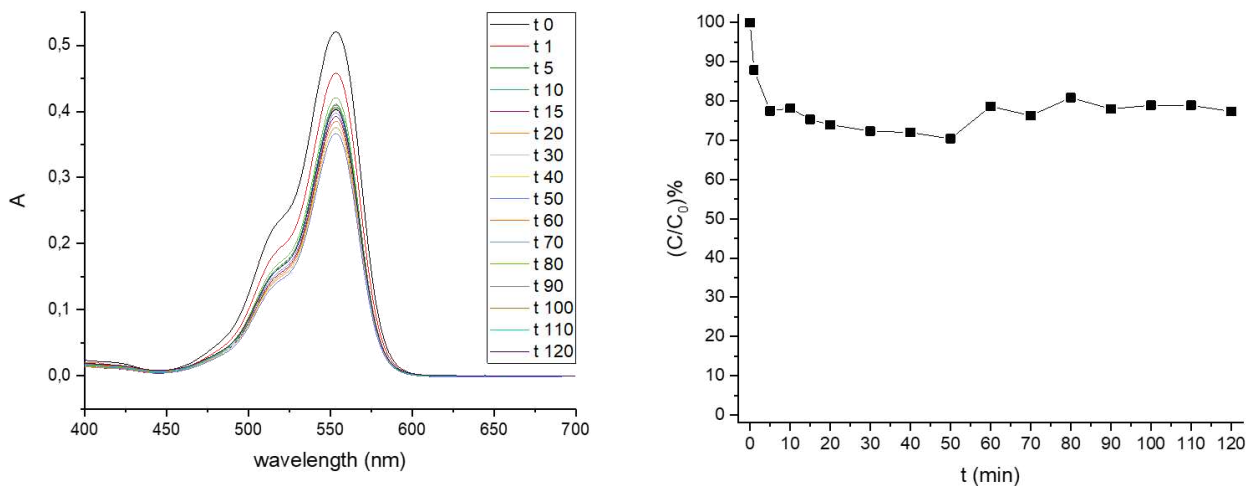 A
0,5
0,4
0,3
0,2
0,1
0,0
400 450 500 550 600 650 700
wavelength (nm)
t 0
t 1
t 5
t 10
t 15
t 20
t 30
t 40
t 50
t 60
t 70
t 80
t 90
t 100
t 110
t 120
(C/C₀)%
100
90
80
70
60
50
40
30
20
10
0
0 10 20 30 40 50 60 70 80 90 100 110 120
t (min)